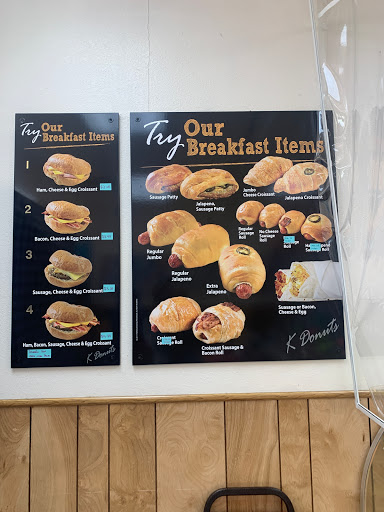 Try Our
Breakfast Items
1
Ham, Cheese & Egg Croissant
2
Bacon, Cheese & Egg Croissant
3
Sausage, Cheese & Egg Croissant
4
Ham, Bacon, Sausage, Cheese & Egg Croissant
K Donuts
Try Our
Breakfast Items
Sausage Patty
Jalapeno,
Sausage Patty
Jumbo
Cheese Croissant
Jalapeno Croissant
Regular
Sausage
Roll
No Cheese
Sausage
Roll
Roll
Regular
Jumbo
Regular
Jalapeno
Extra
Jalapeno
Sausage or Bacon,
Cheese & Egg
Croissant
Sausage Roll
Croissant Sausage &
Bacon Roll
K Donuts